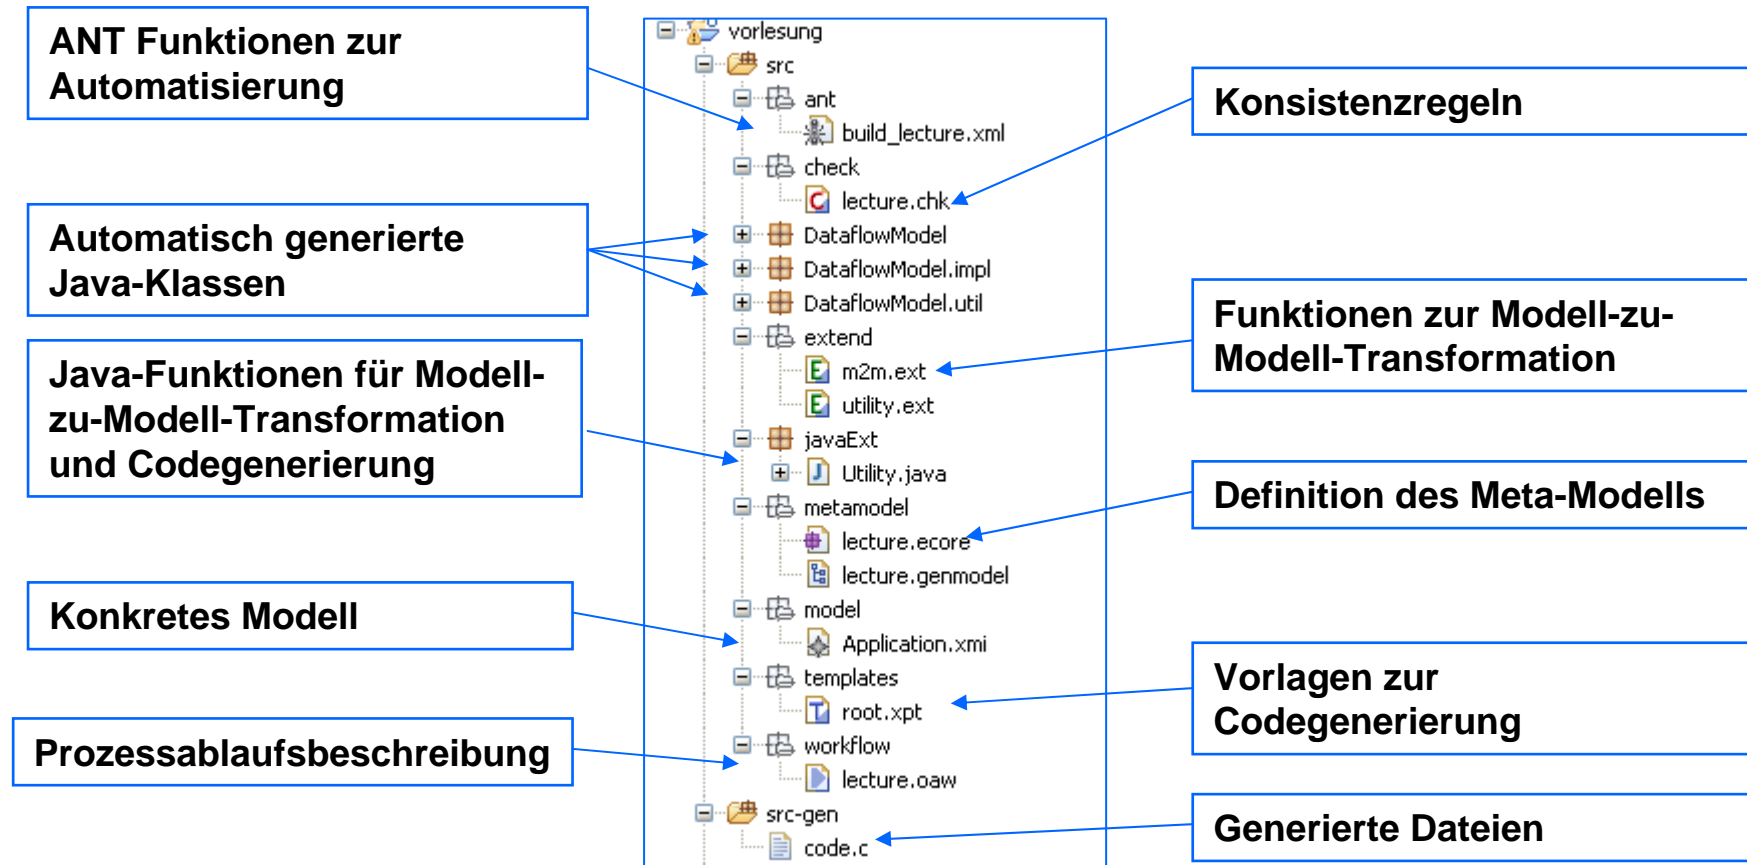 ANT Funktionen zur
Automatisierung
Automatisch generierte
Java-Klassen
Java-Funktionen für Modell-
zu-Modell-Transformation
und Codegenerierung
Konkretes Modell
Prozessablaufsbeschreibung
vorlesung
src
ant
build_lecture.xml
check
lecture.chk
DataflowModel
DataflowModel.impl
DataflowModel.util
extend
m2m.ext
utility.ext
javaExt
Utility.java
metamodel
lecture.ecore
lecture.genmodel
model
Application.xmi
templates
root.xpt
workflow
lecture.oaw
src-gen
code.c
Konsistenzregeln
Funktionen zur Modell-zu-
Modell-Transformation
Definition des Meta-Modells
Vorlagen zur
Codegenerierung
Generierte Dateien